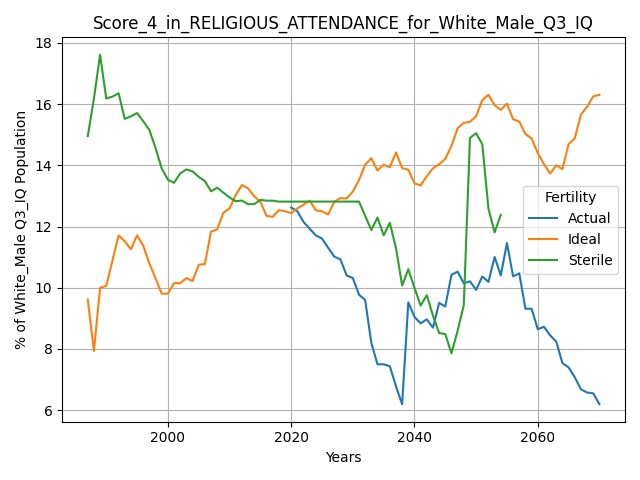 Score_4_in_RELIGIOUS_ATTENDANCE_for_White_Male_Q3_IQ
% of White_Male Q3_IQ Population
18
16
14
12
10
8
6
Fertility
Actual
Ideal
Sterile
2000
2020
2040
2060
Years